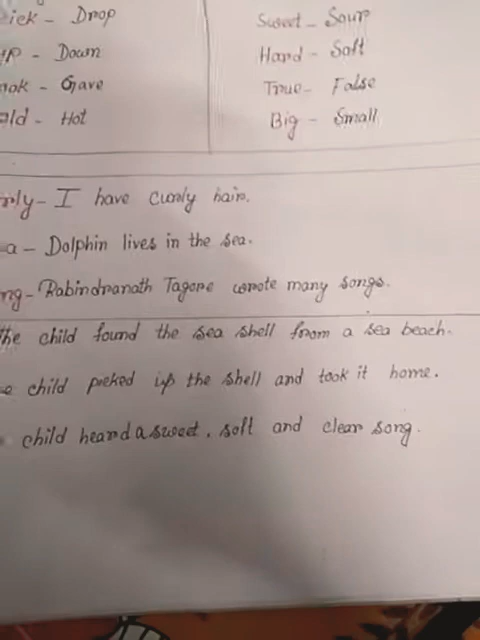 Drop
Down
Gave
Hot
Sweet - Sour
Hard - Soft
True - False
Big - Small
I have curly hair.
Dolphin lives in the sea.
Rabindranath Tagore wrote many songs.
The child found the sea shell from a sea beach.
child picked up the shell and took it home.
child heard a sweet, soft and clear song.